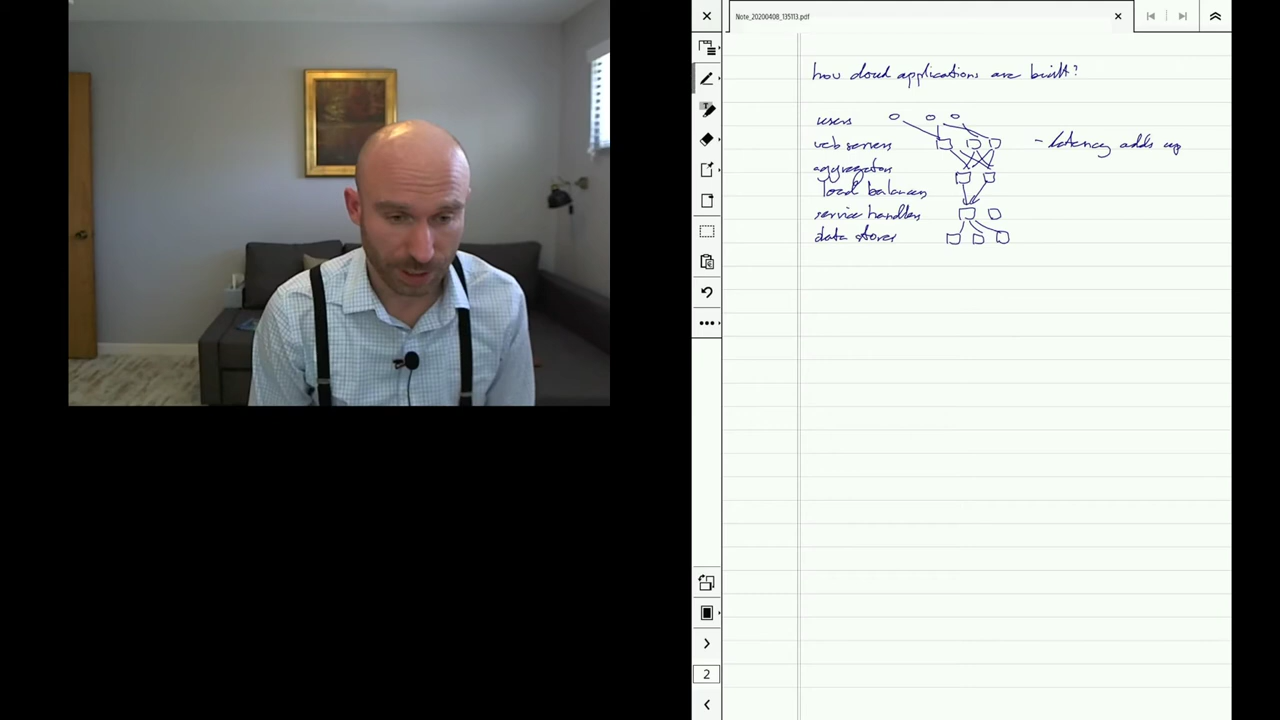 Note_20200408_135113.pdf
how cloud applications are built?
users
web servers
- latency adds up
aggregators
load balancers
service handlers
data stores
2